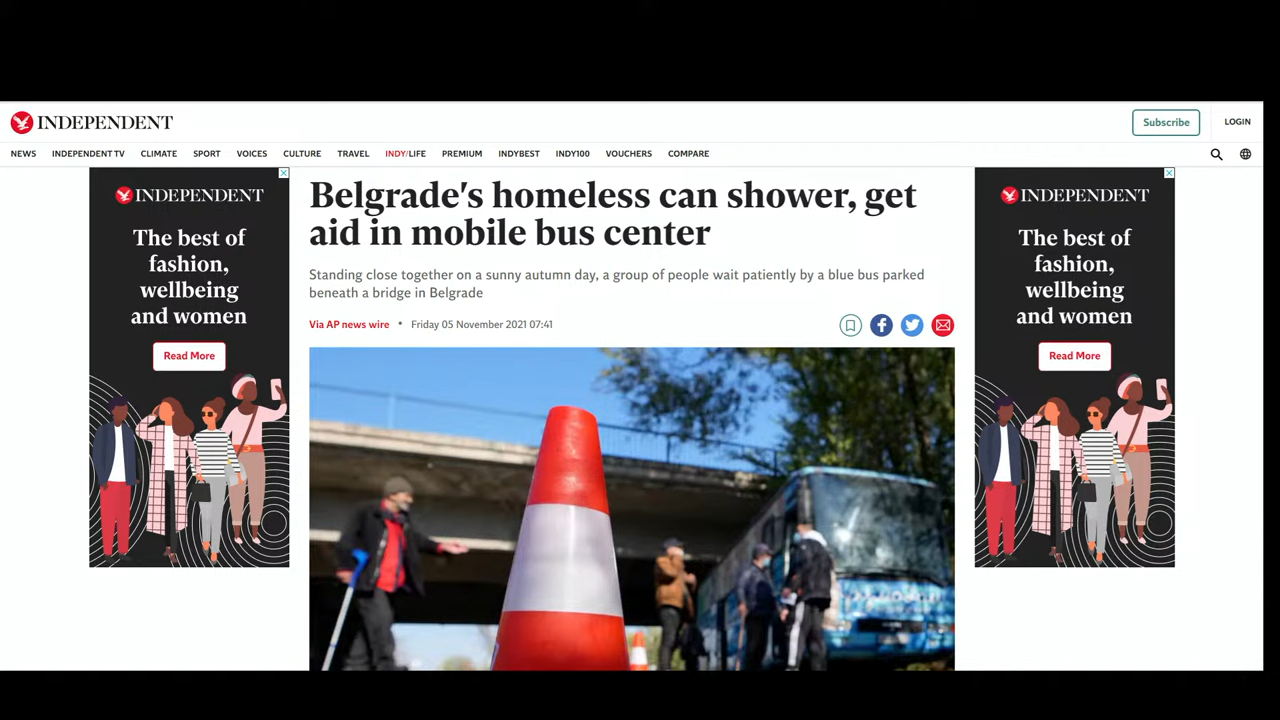 INDEPENDENT
Subscribe
LOGIN
NEWS INDEPENDENT TV CLIMATE SPORT VOICES CULTURE TRAVEL INDY/LIFE PREMIUM INDYBEST INDY100 VOUCHERS COMPARE
INDEPENDENT
The best of
fashion,
wellbeing
and women
Read More
Belgrade's homeless can shower, get
aid in mobile bus center
Standing close together on a sunny autumn day, a group of people wait patiently by a blue bus parked
beneath a bridge in Belgrade
Via AP news wire • Friday 05 November 2021 07:41
INDEPENDENT
The best of
fashion,
wellbeing
and women
Read More